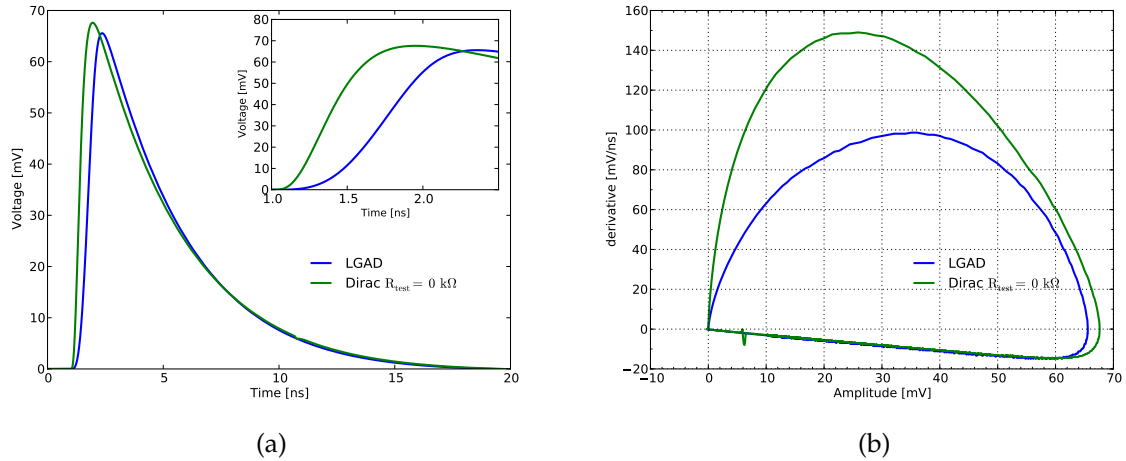 70
60
50
40
30
20
10
0
Voltage [mV]
0 5 10 15 20
Time [ns]
80
70
60
50
40
30
20
10
0
Voltage [mV]
1.0 1.5 2.0
Time [ns]
LGAD
Dirac R_test = 0 kΩ
(a)
160
140
120
100
80
60
40
20
0
−20
derivative [mV/ns]
−10 0 10 20 30 40 50 60 70
Amplitude [mV]
LGAD
Dirac R_test = 0 kΩ
(b)